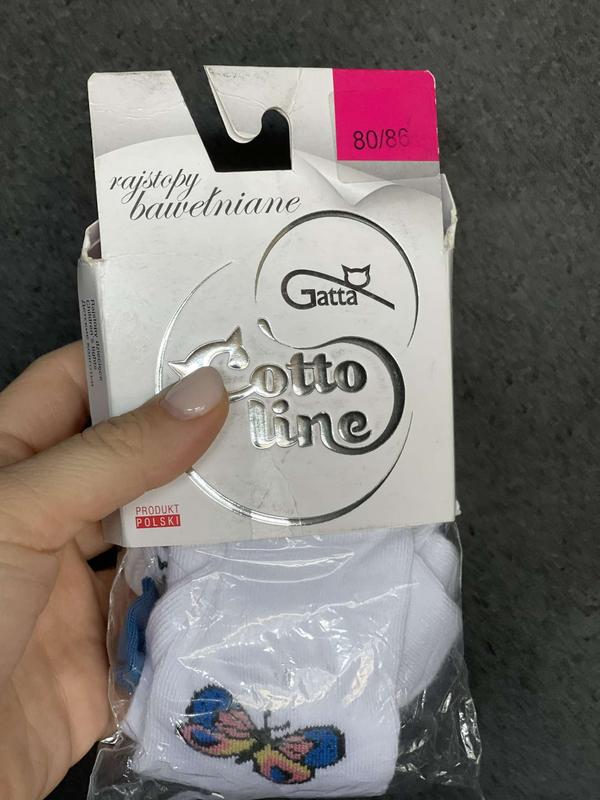 80/86
rajstopy
bawełniane
Gatta
Cotto
line
PRODUKT
POLSKI